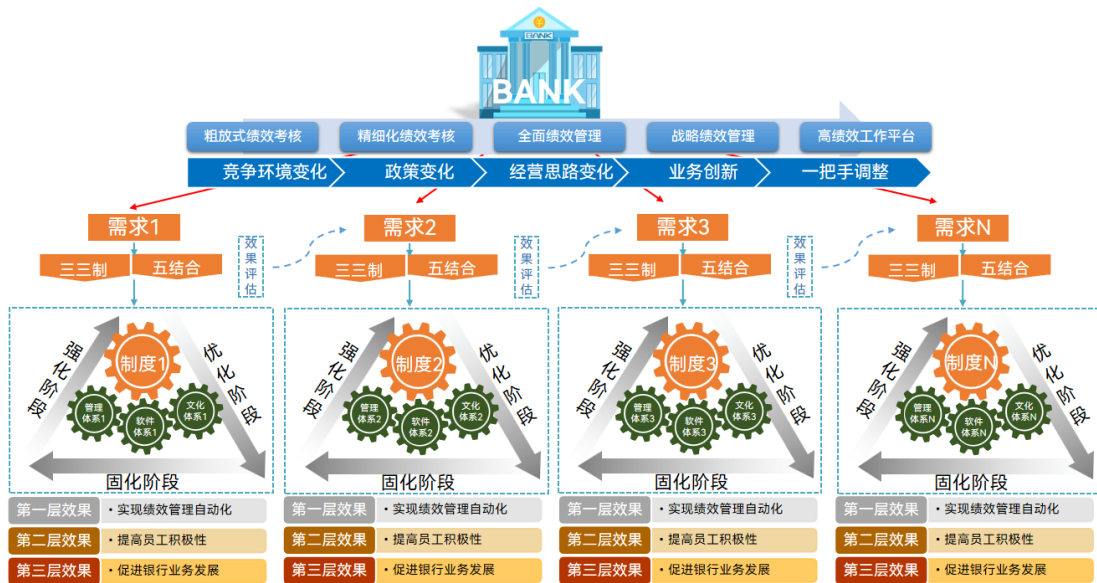 BANK
BANK
粗放式绩效考核
精细化绩效考核
全面绩效管理
战略绩效管理
高绩效工作平台
竞争环境变化
政策变化
经营思路变化
业务创新
一把手调整
需求1
效果评估
需求2
效果评估
需求3
效果评估
需求N
三三制
五结合
三三制
五结合
三三制
五结合
三三制
五结合
强化阶段
制度1
优化阶段
管理
体系1
软件
体系1
文化
体系1
固化阶段
强化阶段
制度2
优化阶段
管理
体系2
软件
体系2
文化
体系2
固化阶段
强化阶段
制度3
优化阶段
管理
体系3
软件
体系3
文化
体系3
固化阶段
强化阶段
制度N
优化阶段
管理
体系N
软件
体系N
文化
体系N
固化阶段
第一层效果
·实现绩效管理自动化
第二层效果
·提高员工积极性
第三层效果
·促进银行业务发展
第一层效果
·实现绩效管理自动化
第二层效果
·提高员工积极性
第三层效果
·促进银行业务发展
第一层效果
·实现绩效管理自动化
第二层效果
·提高员工积极性
第三层效果
·促进银行业务发展
第一层效果
·实现绩效管理自动化
第二层效果
·提高员工积极性
第三层效果
·促进银行业务发展